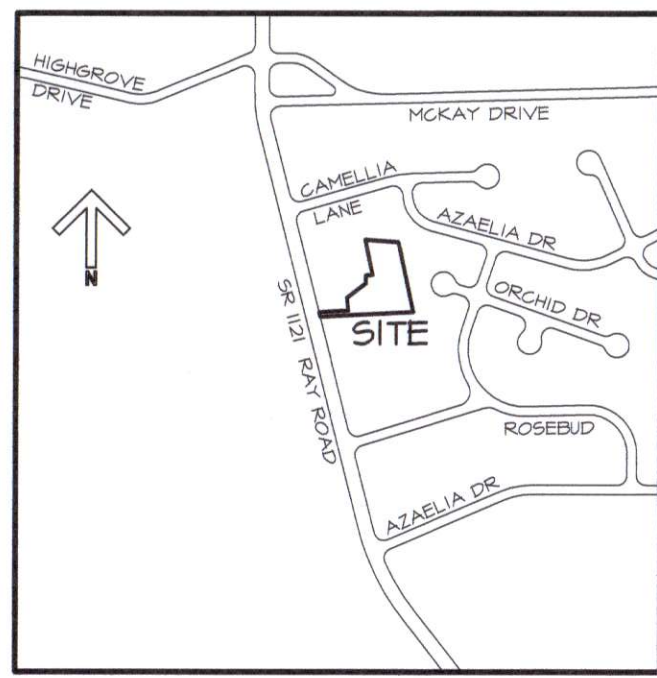 HIGHGROVE
DRIVE
MCKAY DRIVE
CAMELLIA
LANE
AZAELIA DR
N
ORCHID DR
SR 1121 RAY ROAD
SITE
ROSEBUD
AZAELIA DR